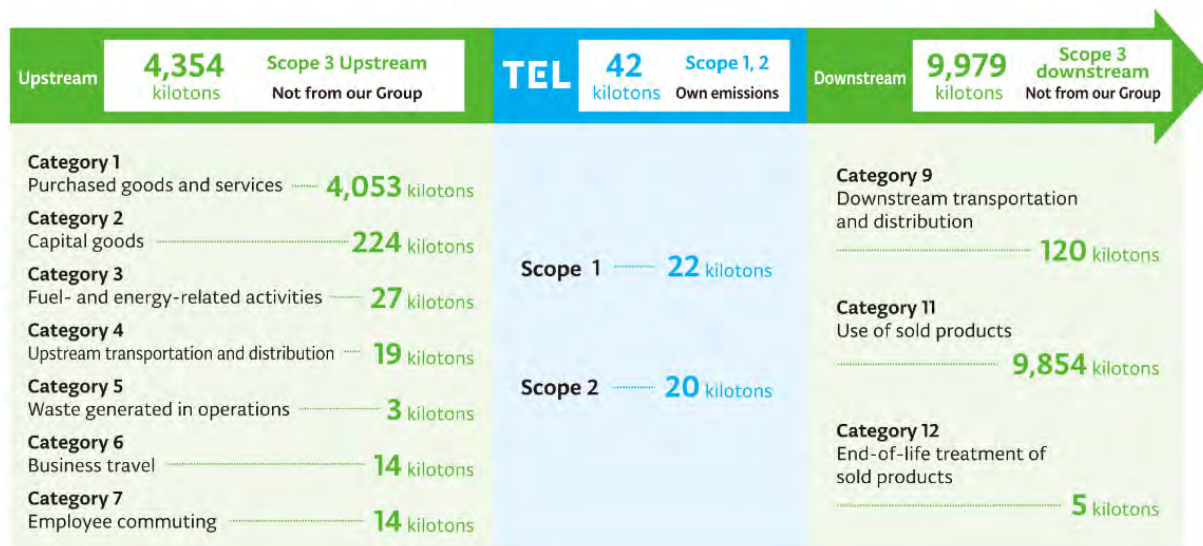 Upstream
4,354
kilotons
Scope 3 Upstream
Not from our Group
TEL
42
kilotons
Scope 1, 2
Own emissions
Downstream
9,979
kilotons
Scope 3
downstream
Not from our Group
Category 1
Purchased goods and services 4,053 kilotons
Category 2
Capital goods 224 kilotons
Category 3
Fuel- and energy-related activities 27 kilotons
Category 4
Upstream transportation and distribution 19 kilotons
Category 5
Waste generated in operations 3 kilotons
Category 6
Business travel 14 kilotons
Category 7
Employee commuting 14 kilotons
Scope 1 22 kilotons
Scope 2 20 kilotons
Category 9
Downstream transportation
and distribution
120 kilotons
Category 11
Use of sold products
9,854 kilotons
Category 12
End-of-life treatment of
sold products
5 kilotons